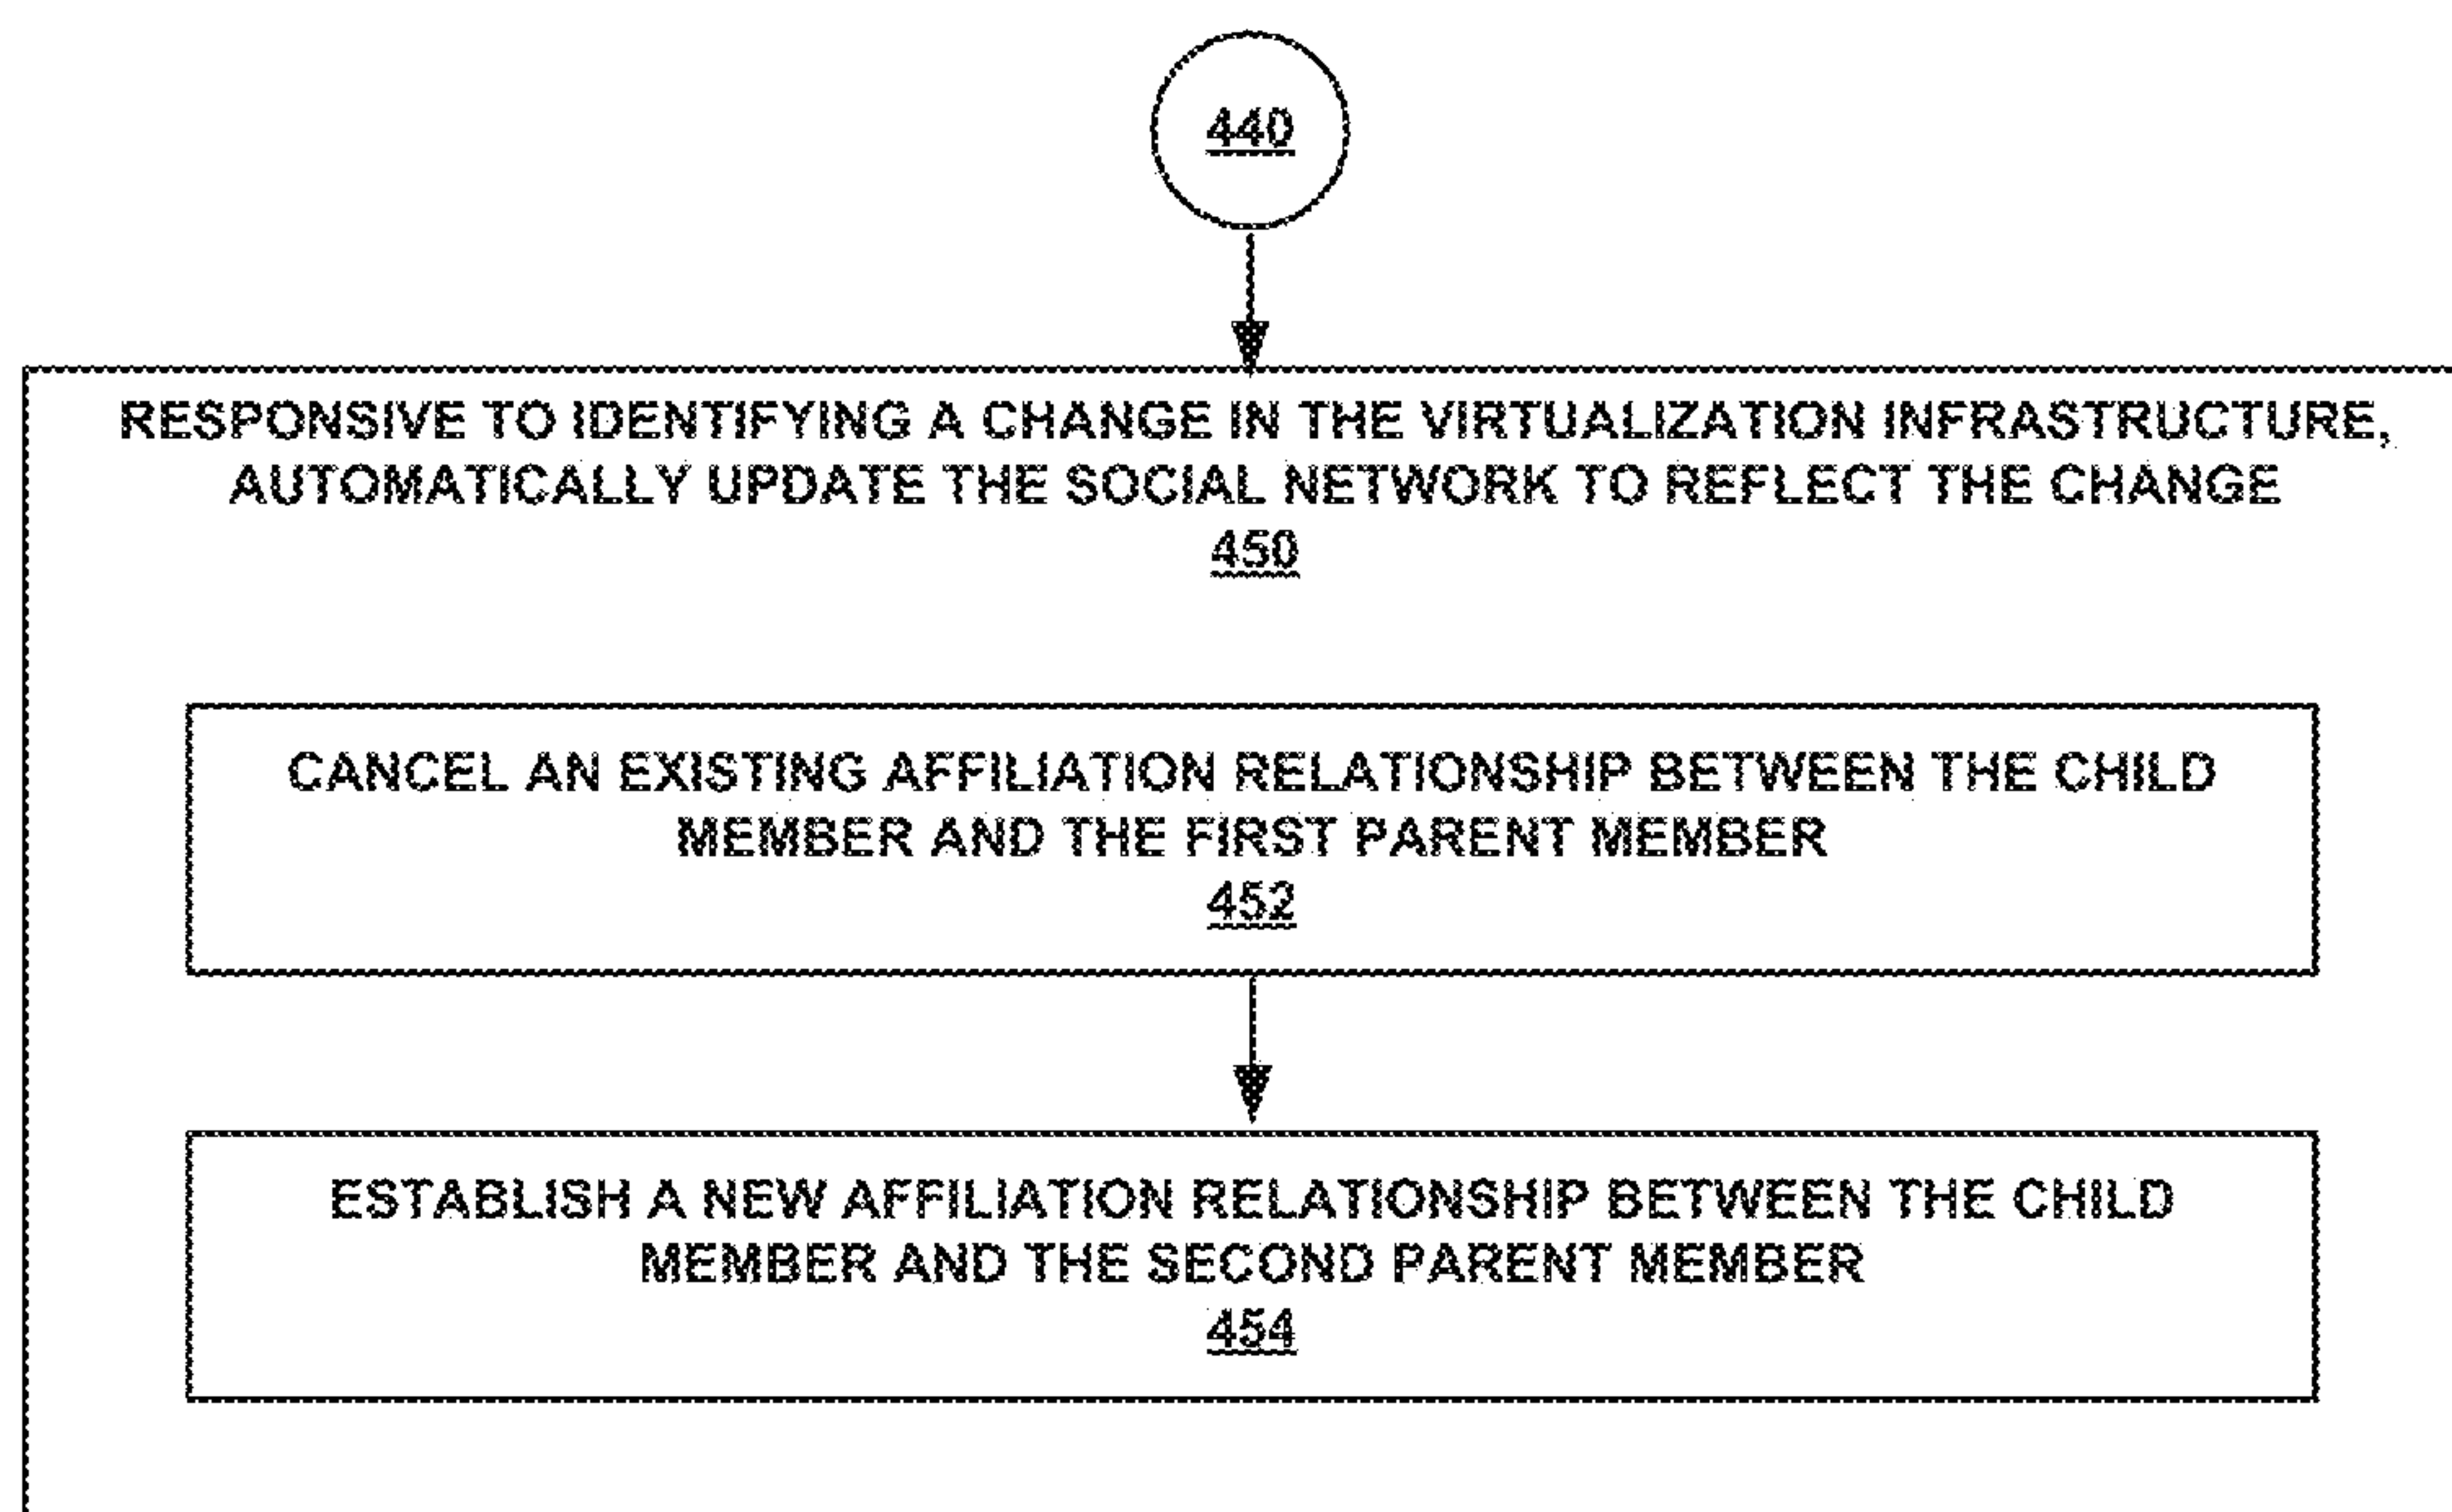 440
RESPONSIVE TO IDENTIFYING A CHANGE IN THE VIRTUALIZATION INFRASTRUCTURE,
AUTOMATICALLY UPDATE THE SOCIAL NETWORK TO REFLECT THE CHANGE
450
CANCEL AN EXISTING AFFILIATION RELATIONSHIP BETWEEN THE CHILD
MEMBER AND THE FIRST PARENT MEMBER
452
ESTABLISH A NEW AFFILIATION RELATIONSHIP BETWEEN THE CHILD
MEMBER AND THE SECOND PARENT MEMBER
454